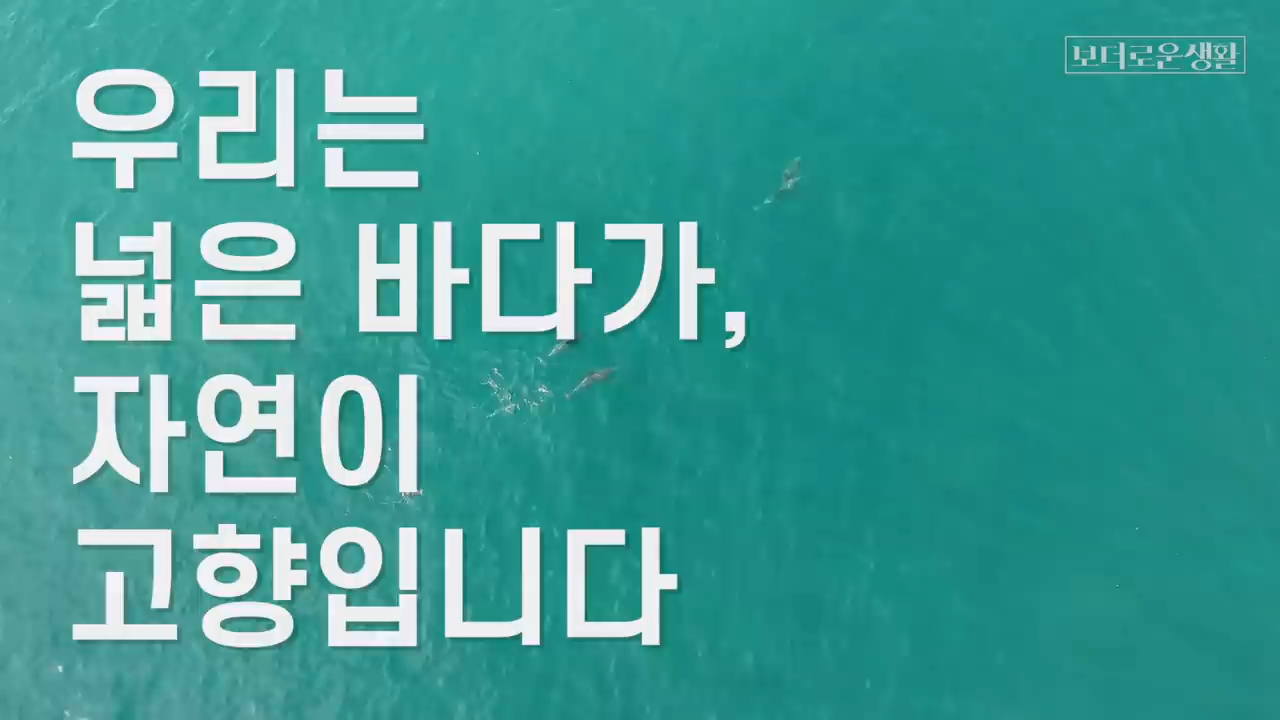 보더로운생활
우리는
넓은 바다가,
자연이
고향입니다